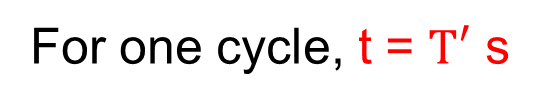 For one cycle, t = T′ s